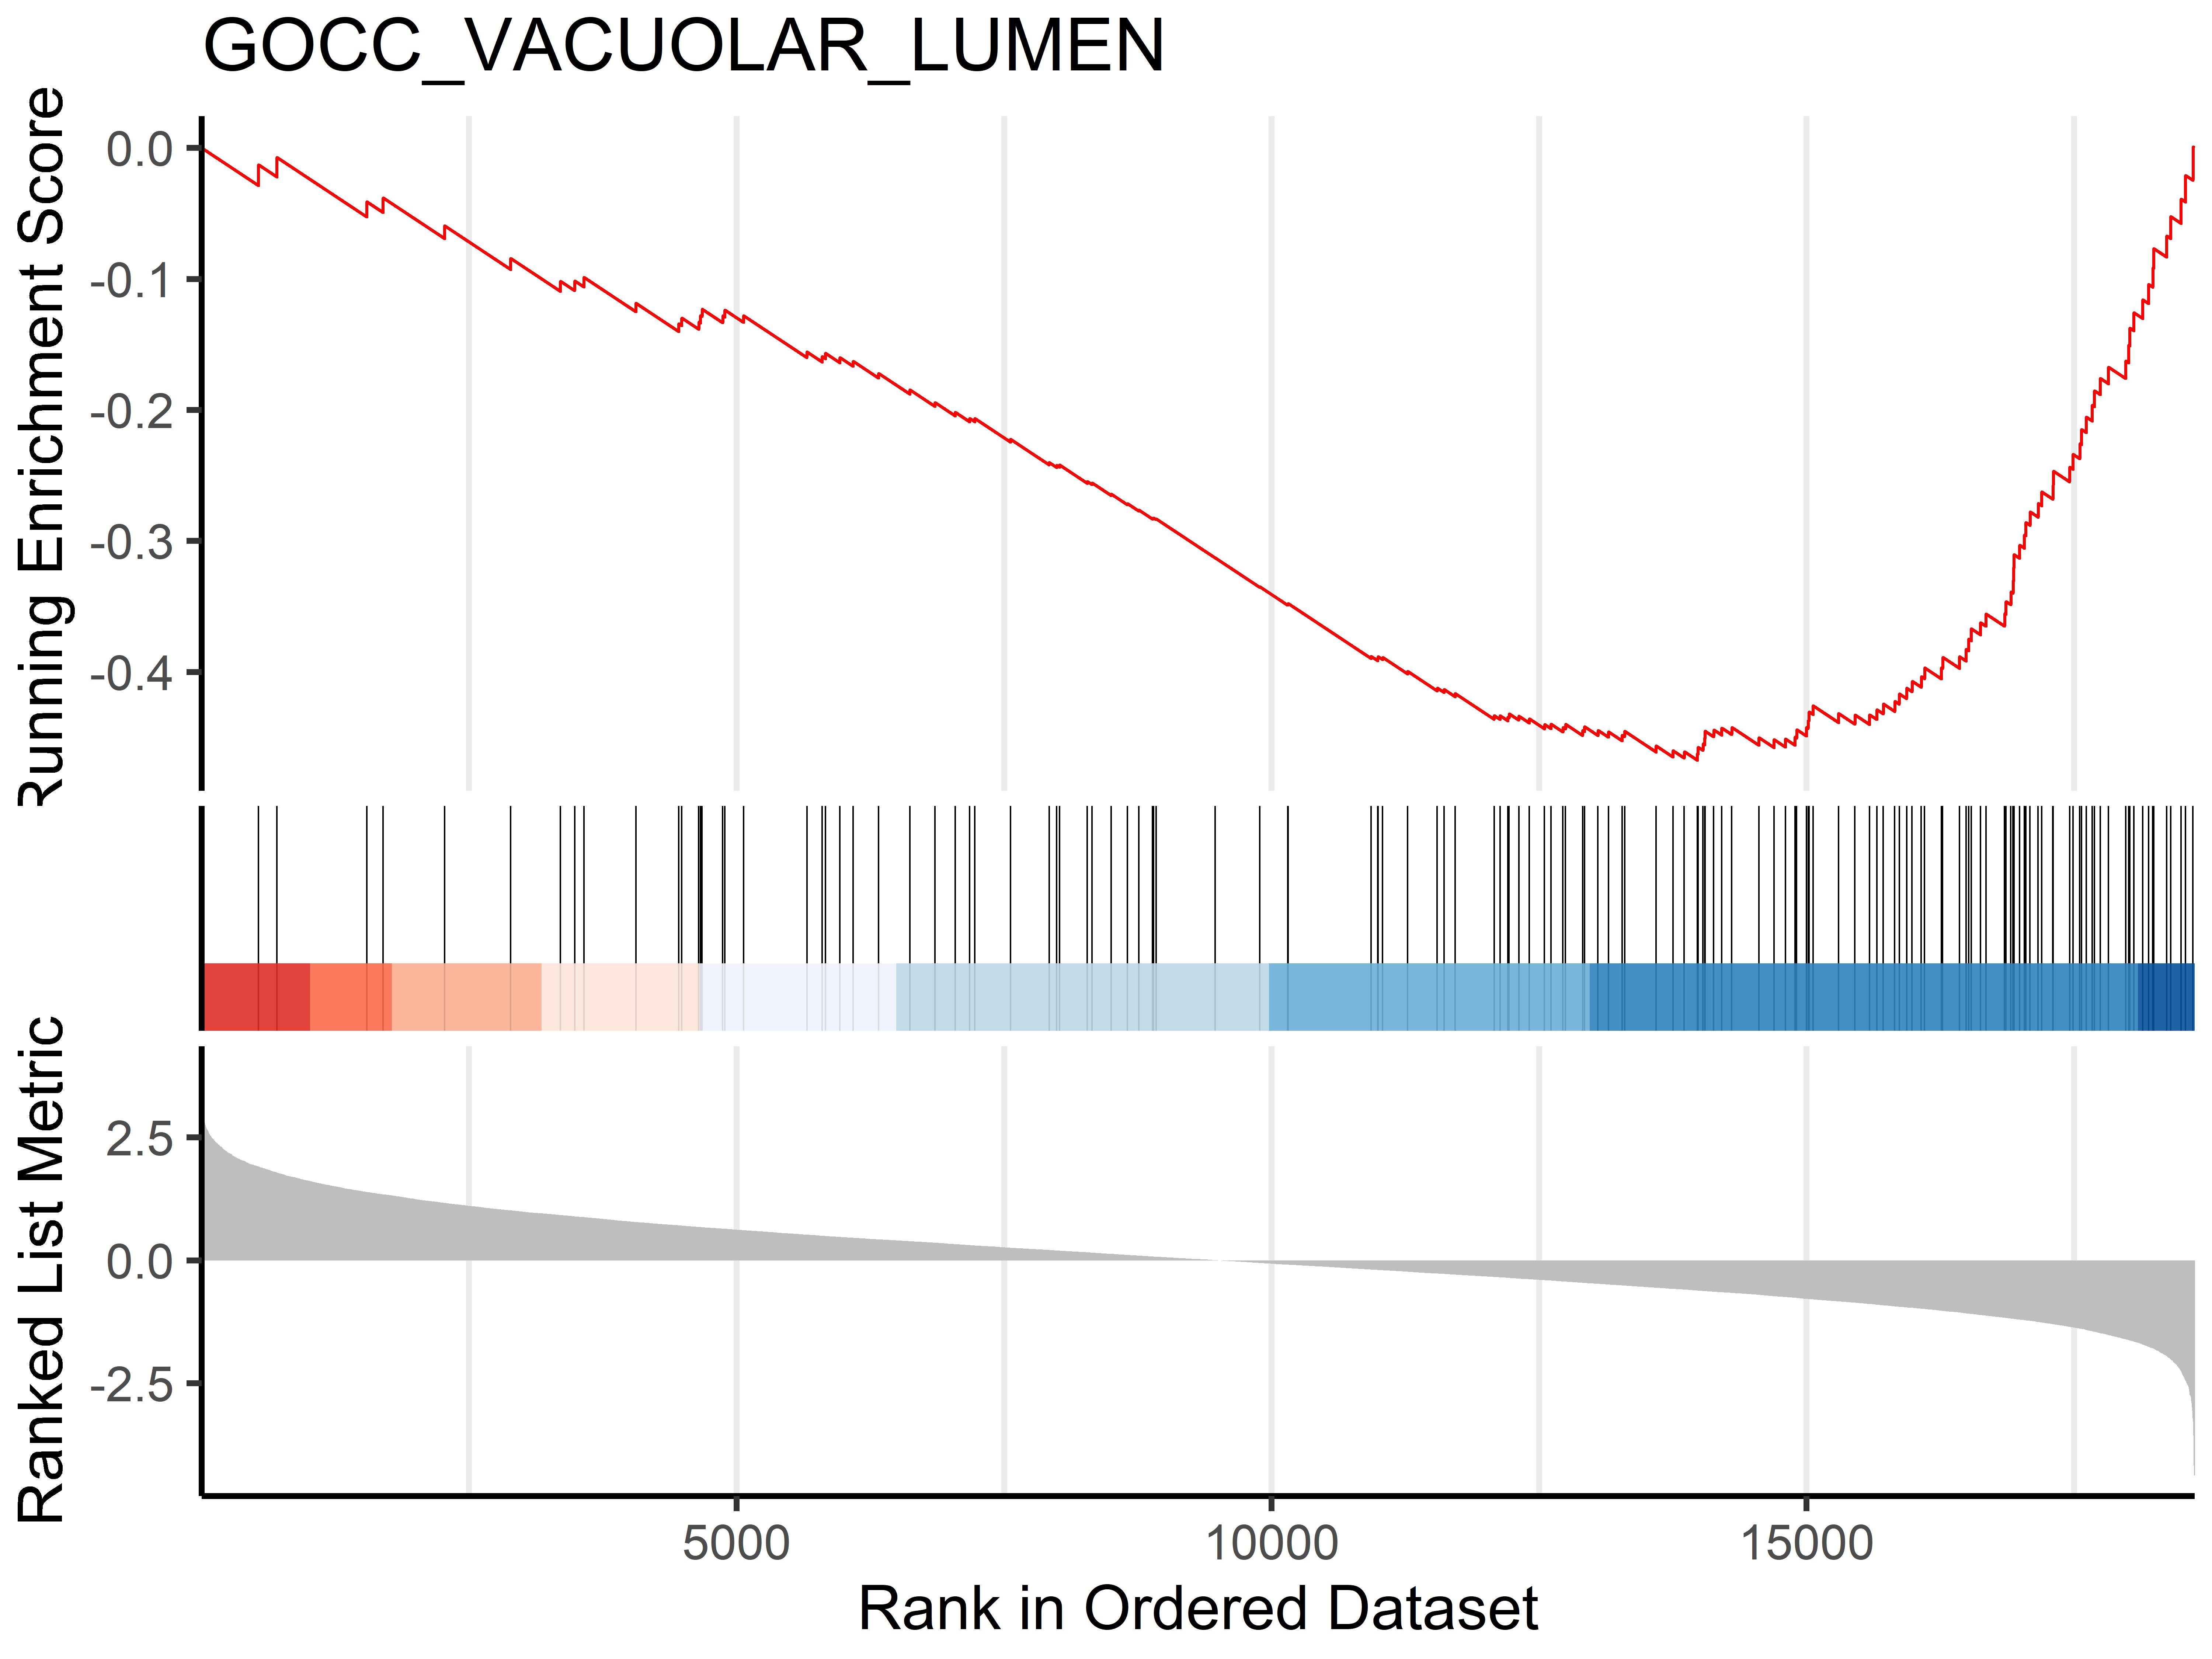 GOCC_VACUOLAR_LUMEN
Running Enrichment Score
0.0
-0.1
-0.2
-0.3
-0.4
Ranked List Metric
2.5
0.0
-2.5
5000 10000 15000
Rank in Ordered Dataset